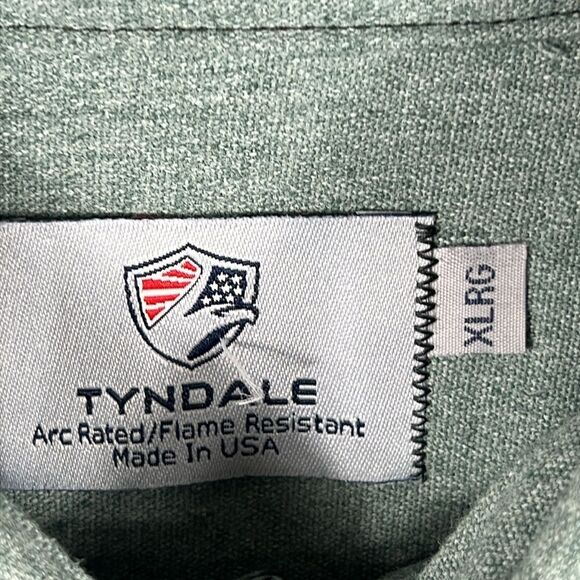 TYNDALE
Arc Rated/Flame Resistant
Made In USA
XLRG